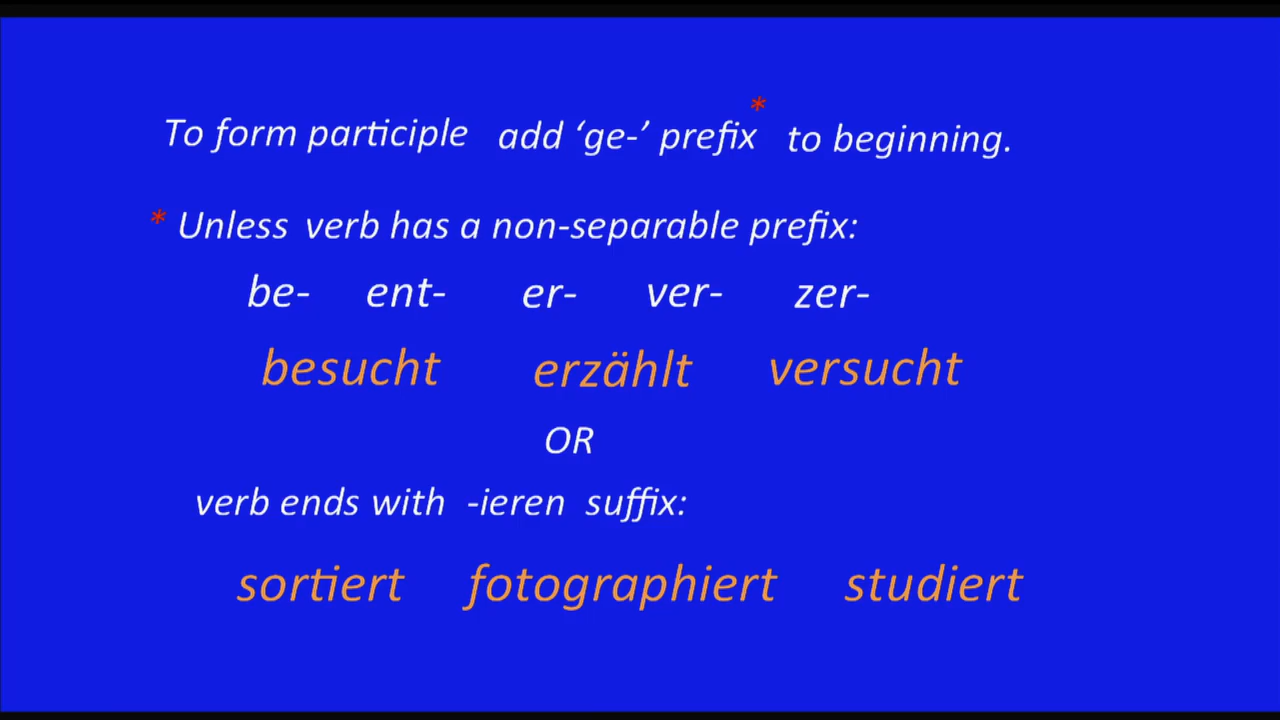 To form participle add ‘ge-’ prefix* to beginning.
* Unless verb has a non-separable prefix:
be- ent- er- ver- zer-
besucht erzählt versucht
OR
verb ends with -ieren suffix:
sortiert fotographiert studiert